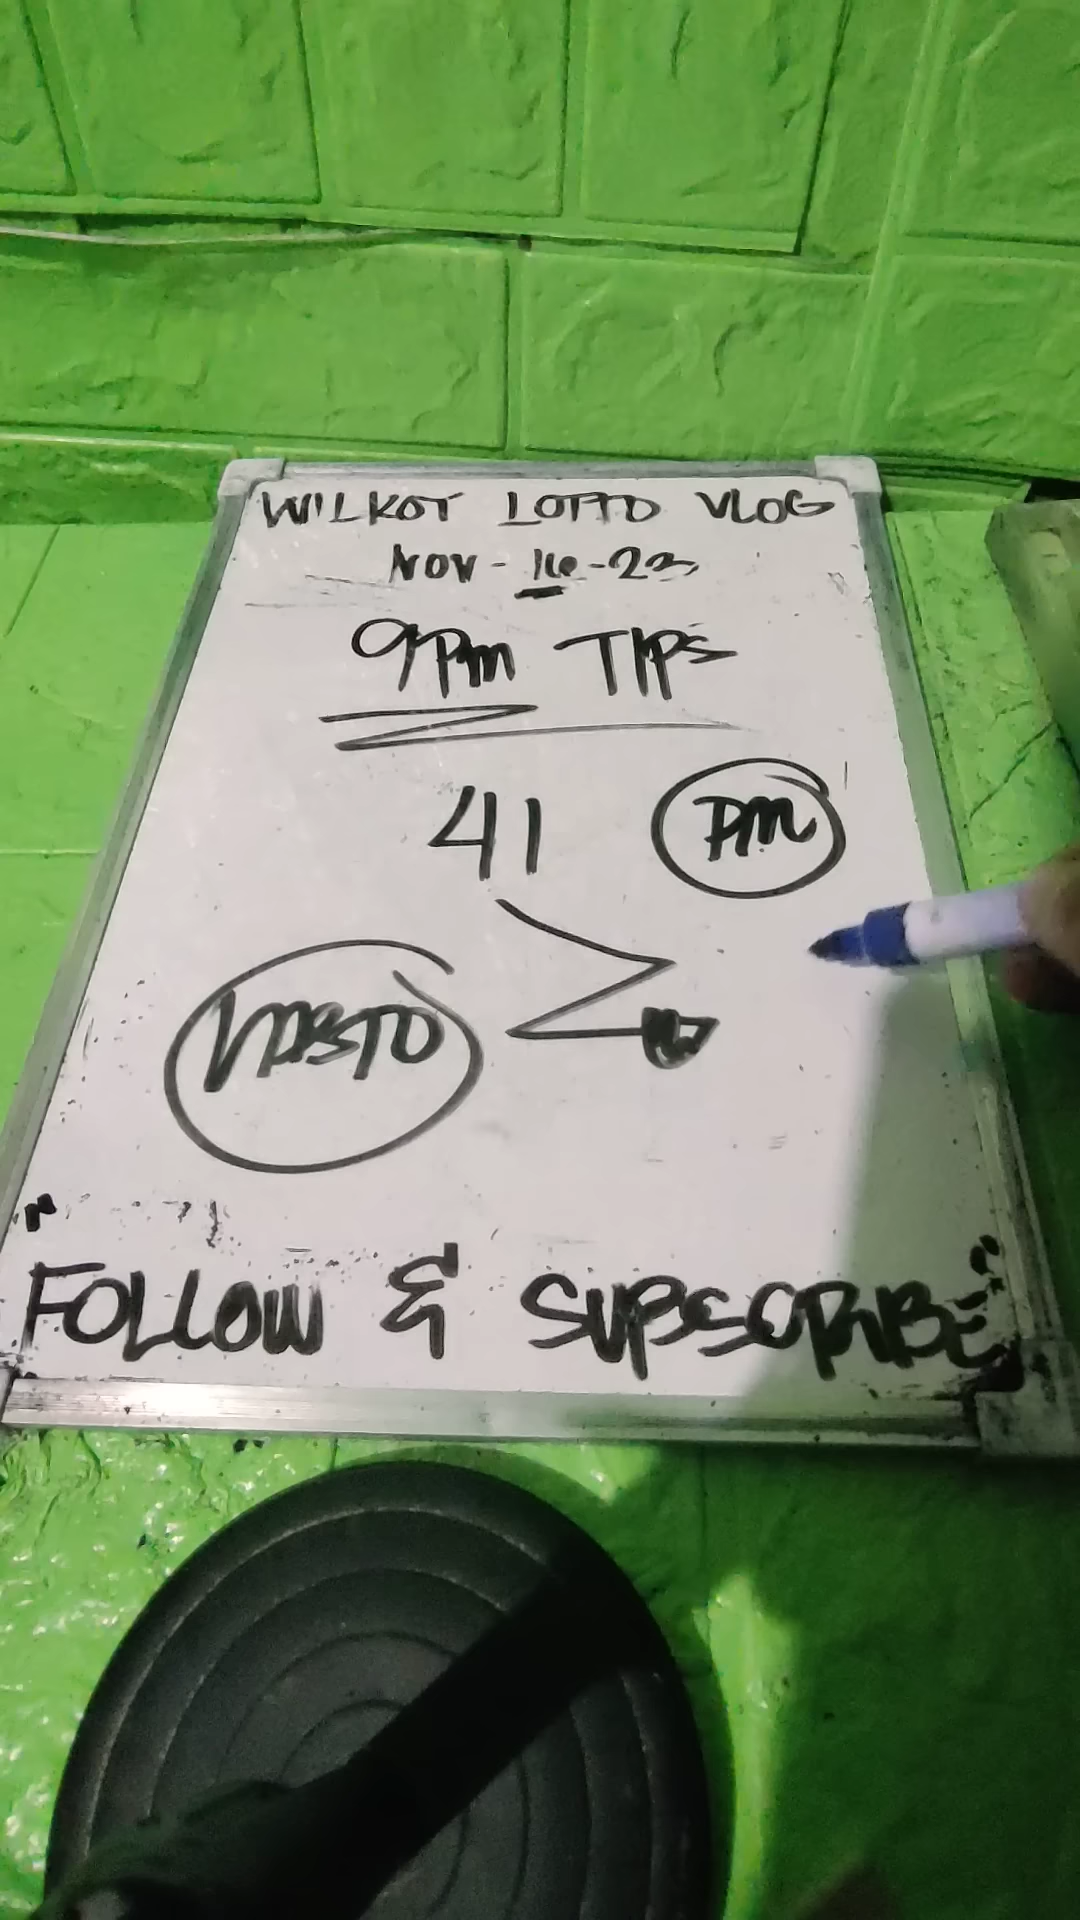 WILKOT LOTTO VLOG
NOV - 16 - 23
9Pm TIPS
41
Pm
FOLLOW & SUBSCRIBE